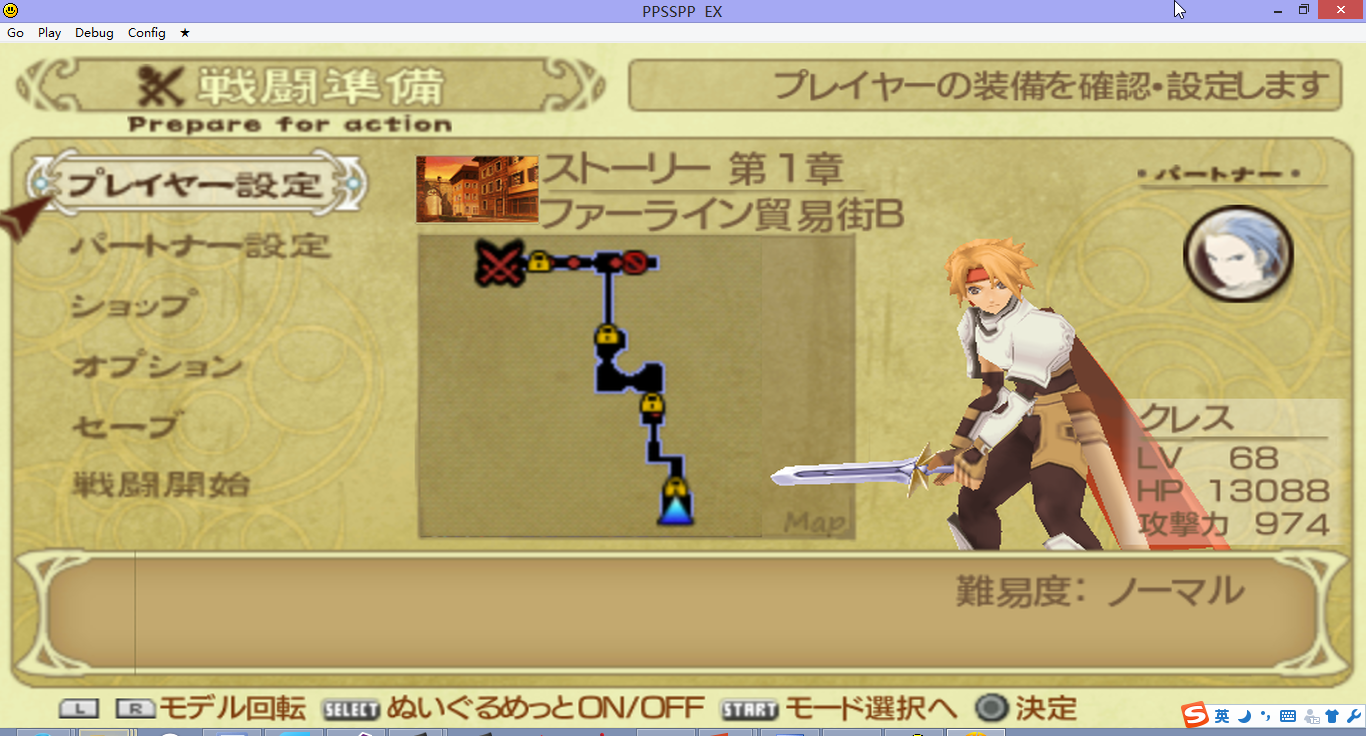 PPSSPP EX
Go Play Debug Config ★
戦闘準備
Prepare for action
プレイヤーの装備を確認・設定します
プレイヤー設定
パートナー設定
ショップ
オプション
セーブ
戦闘開始
ストーリー 第1章
ファーライン貿易街B
Map
・パートナー・
クレス
LV 68
HP 13088
攻撃力 974
難易度: ノーマル
L R モデル回転 SELECT ぬいぐるめっとON/OFF START モード選択へ 決定
S 英